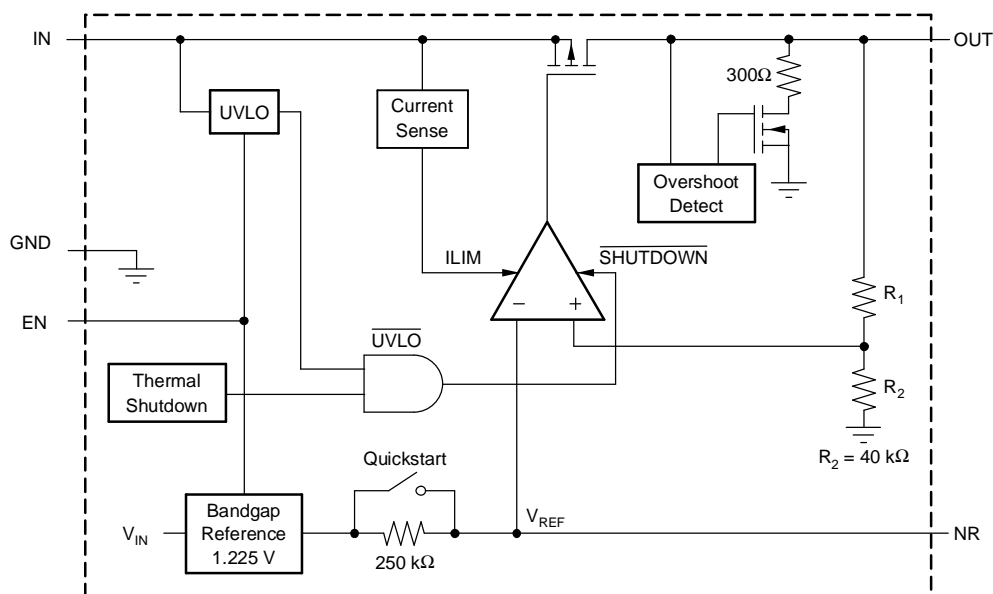 IN
OUT
300Ω
UVLO
Current
Sense
Overshoot
Detect
GND
ILIM
SHUTDOWN
− +
R1
EN
UVLO
Thermal
Shutdown
R2
R2 = 40 kΩ
Quickstart
VIN
Bandgap
Reference
1.225 V
250 kΩ
VREF
NR